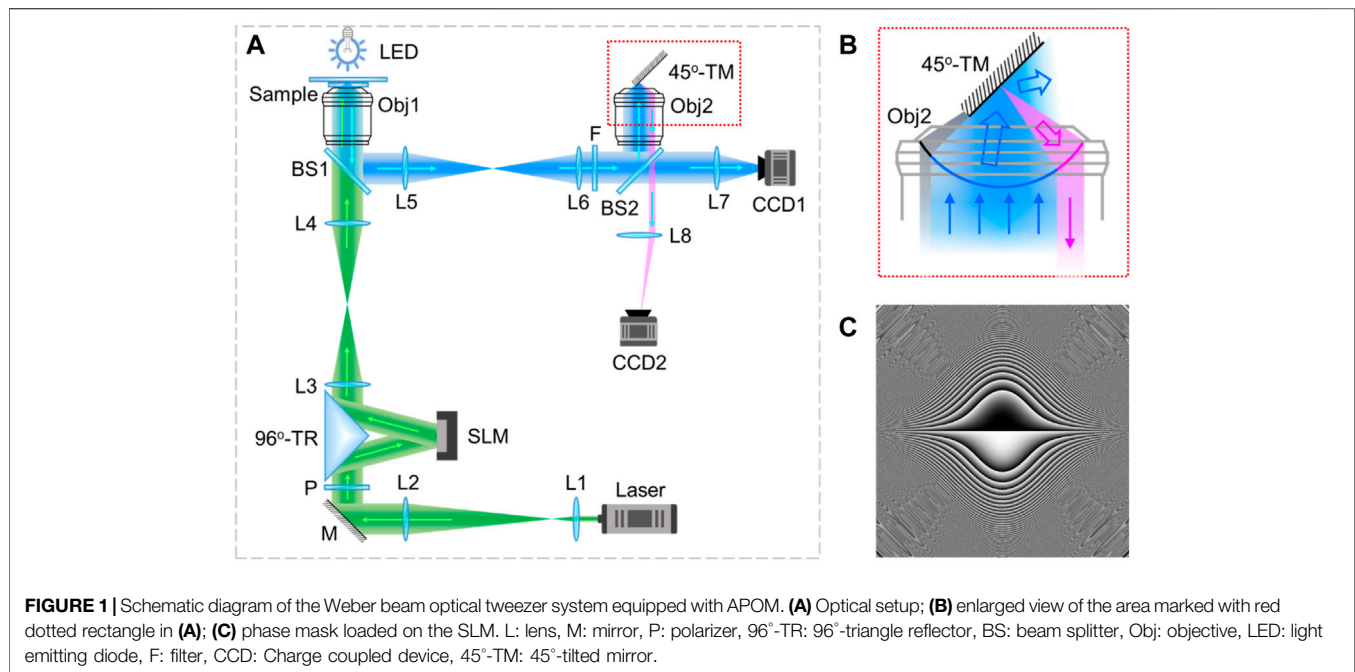 A
LED
Sample
Obj1
45°-TM
Obj2
F
BS1
L5
L6
BS2
L7
CCD1
L4
L8
CCD2
L3
96°-TR
SLM
P
L2
L1
Laser
M
B
45°-TM
Obj2
C
FIGURE 1 | Schematic diagram of the Weber beam optical tweezer system equipped with APOM. (A) Optical setup; (B) enlarged view of the area marked with red
dotted rectangle in (A); (C) phase mask loaded on the SLM. L: lens, M: mirror, P: polarizer, 96°-TR: 96°-triangle reflector, BS: beam splitter, Obj: objective, LED: light
emitting diode, F: filter, CCD: Charge coupled device, 45°-TM: 45°-tilted mirror.